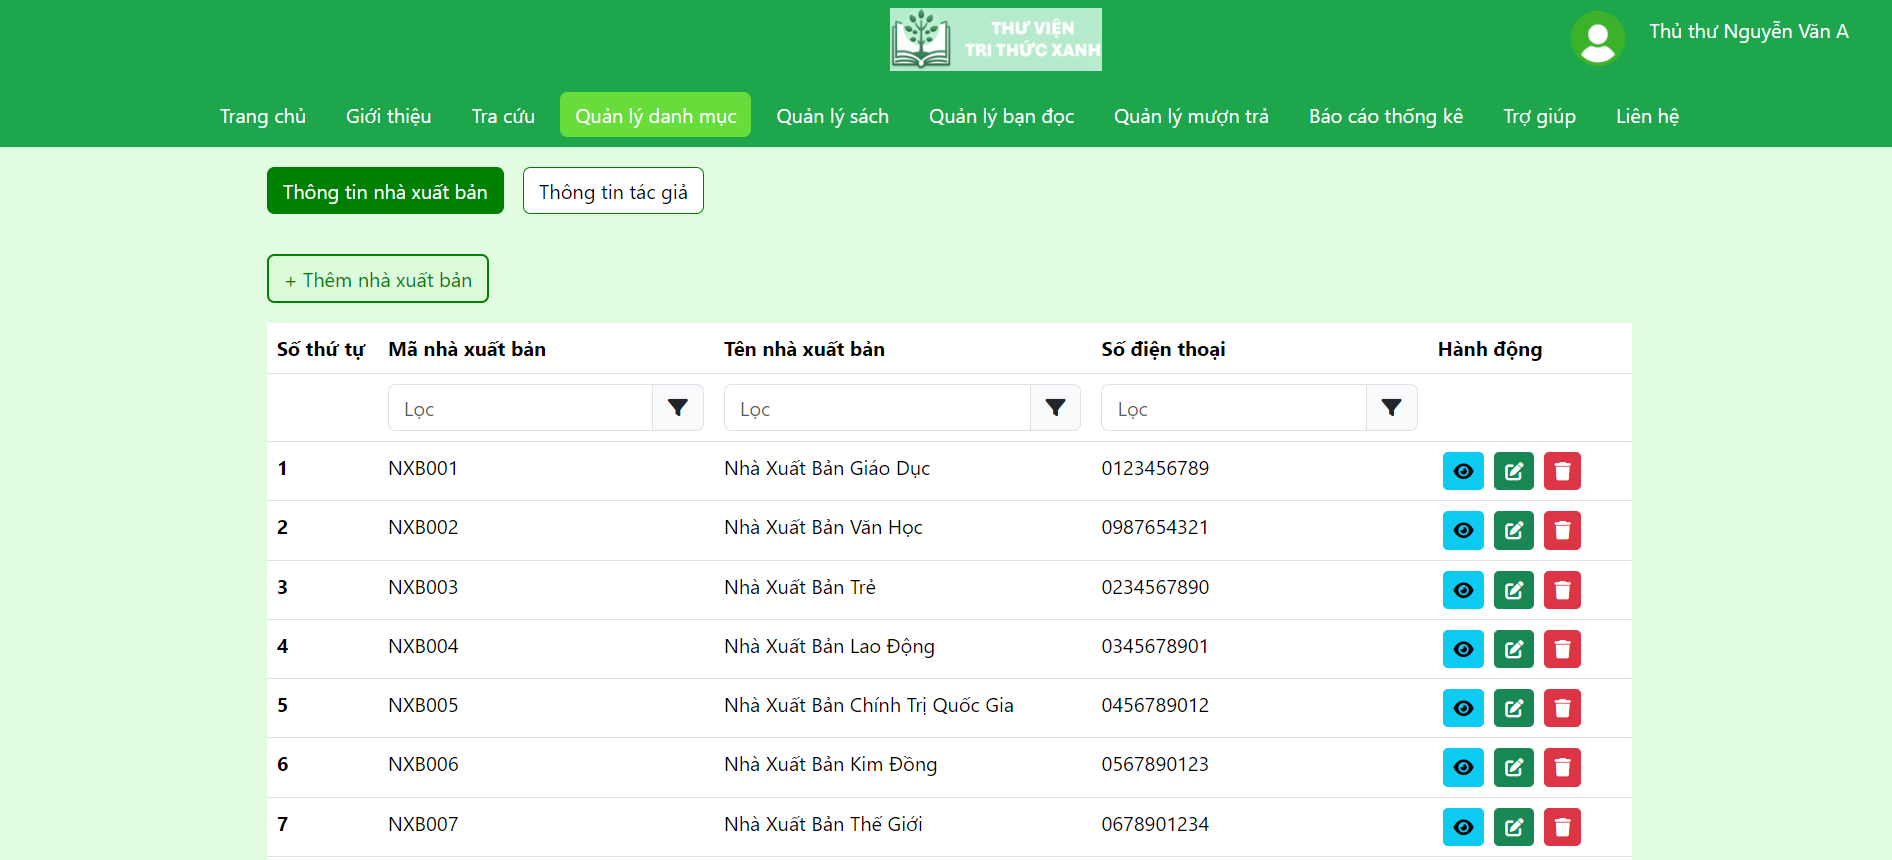 THƯ VIỆN
TRI THỨC XANH
Thủ thư Nguyễn Văn A
Trang chủ Giới thiệu Tra cứu Quản lý danh mục Quản lý sách Quản lý bạn đọc Quản lý mượn trả Báo cáo thống kê Trợ giúp Liên hệ
Thông tin nhà xuất bản Thông tin tác giả
+ Thêm nhà xuất bản
Số thứ tự Mã nhà xuất bản Tên nhà xuất bản Số điện thoại Hành động
Lọc Lọc Lọc
1 NXB001 Nhà Xuất Bản Giáo Dục 0123456789
2 NXB002 Nhà Xuất Bản Văn Học 0987654321
3 NXB003 Nhà Xuất Bản Trẻ 0234567890
4 NXB004 Nhà Xuất Bản Lao Động 0345678901
5 NXB005 Nhà Xuất Bản Chính Trị Quốc Gia 0456789012
6 NXB006 Nhà Xuất Bản Kim Đồng 0567890123
7 NXB007 Nhà Xuất Bản Thế Giới 0678901234